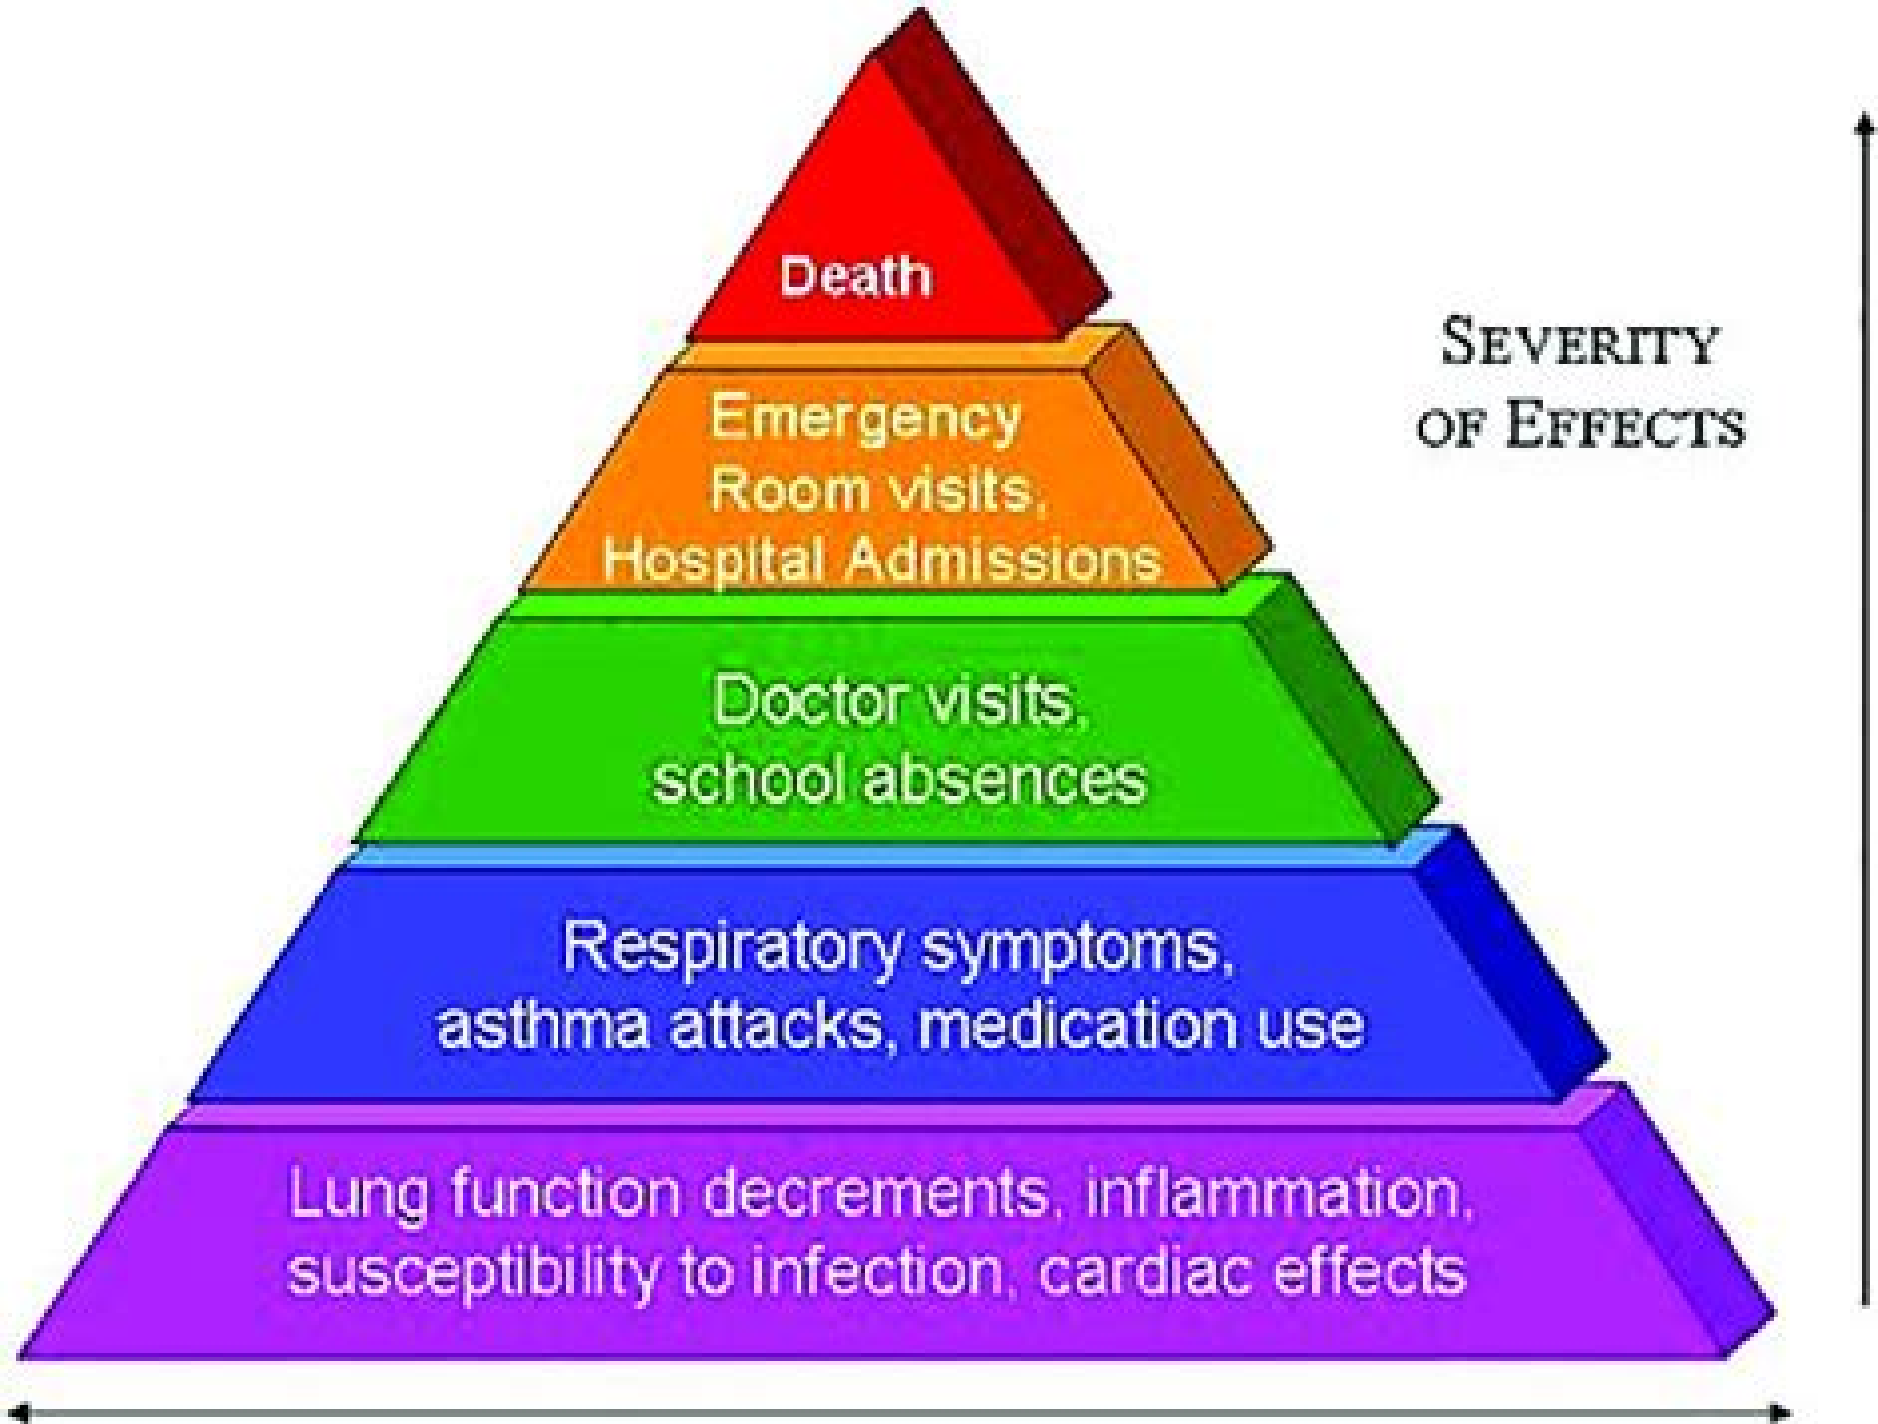 Death
Emergency
Room visits,
Hospital Admissions
Doctor visits,
school absences
Respiratory symptoms,
asthma attacks, medication use
Lung function decrements, inflammation,
susceptibility to infection, cardiac effects
SEVERITY
OF EFFECTS